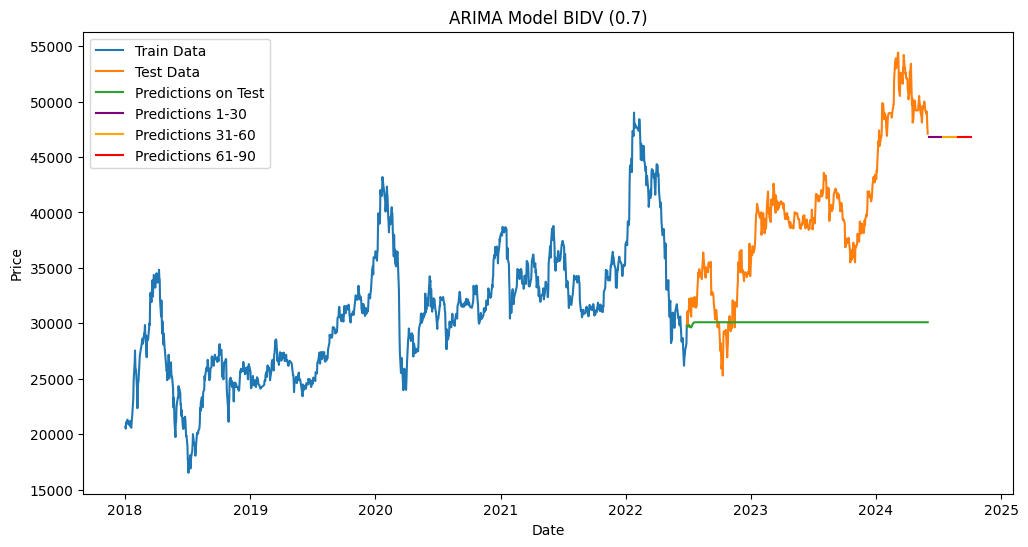 ARIMA Model BIDV (0.7)
Train Data
Test Data
Predictions on Test
Predictions 1-30
Predictions 31-60
Predictions 61-90
Price
55000
50000
45000
40000
35000
30000
25000
20000
15000
2018 2019 2020 2021 2022 2023 2024 2025
Date